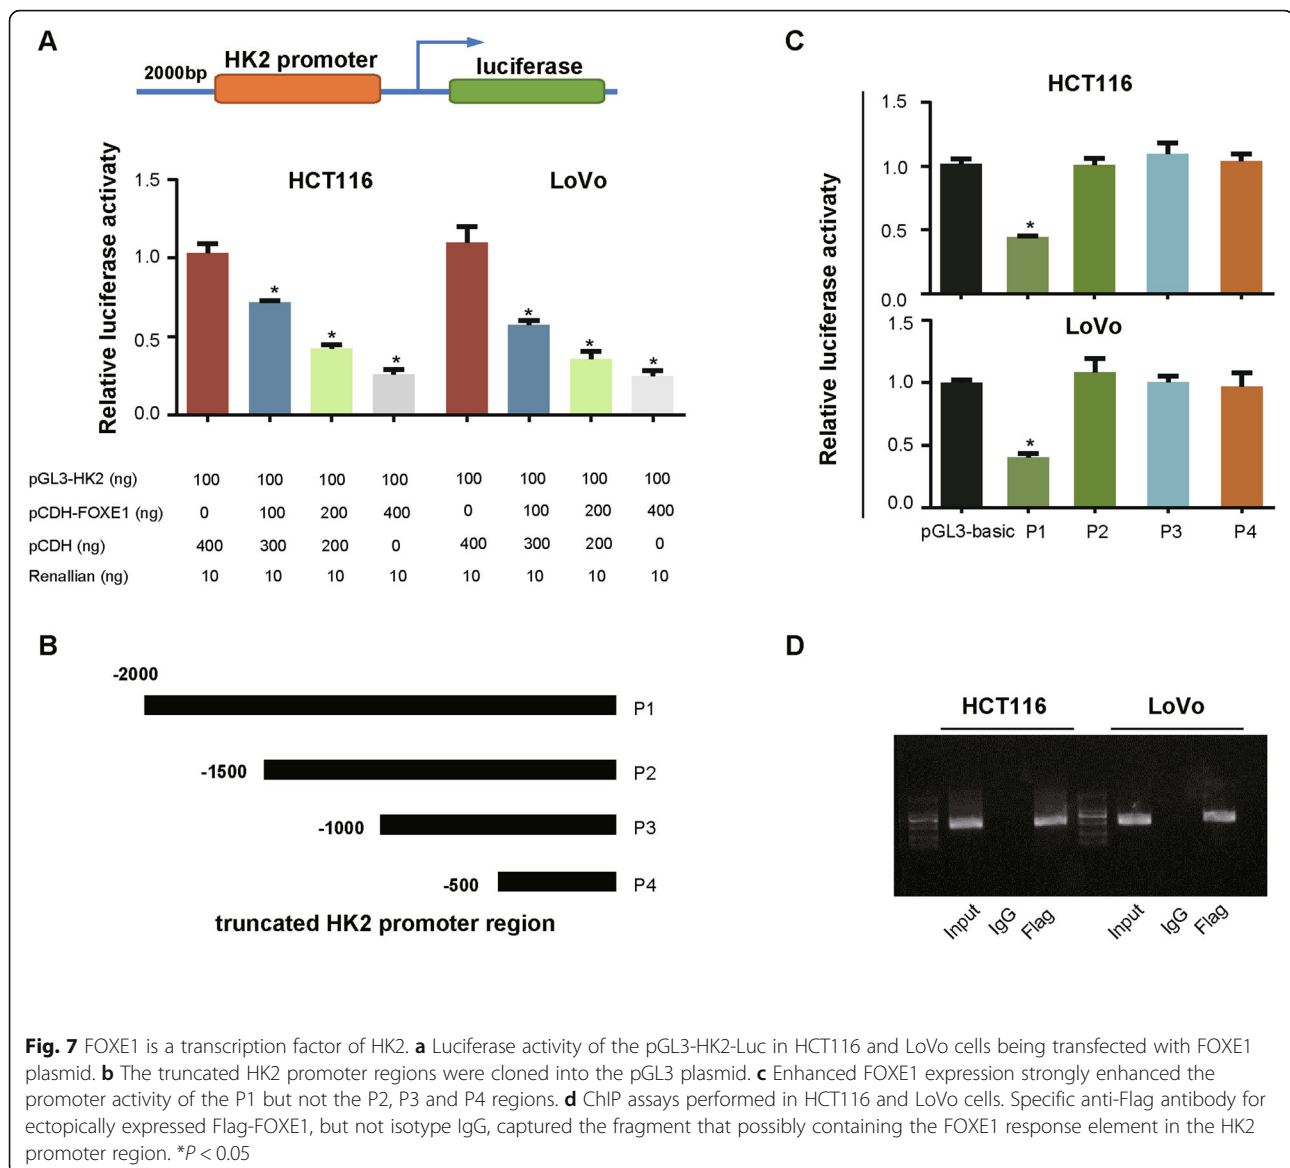 A
2000bp
HK2 promoter
luciferase
Relative luciferase activaty
HCT116
LoVo
1.5
1.0
0.5
0.0
* * * * * *
pGL3-HK2 (ng) 100 100 100 100 100 100 100 100
pCDH-FOXE1 (ng) 0 100 200 400 0 100 200 400
pCDH (ng) 400 300 200 0 400 300 200 0
Renallian (ng) 10 10 10 10 10 10 10 10
B
-2000
P1
-1500
P2
-1000
P3
-500
P4
truncated HK2 promoter region
C
Relative luciferase activaty
HCT116
1.5
1.0
0.5
0.0
*
LoVo
1.5
1.0
0.5
0.0
*
pGL3-basic P1 P2 P3 P4
D
HCT116 LoVo
Input IgG Flag Input IgG Flag
Fig. 7 FOXE1 is a transcription factor of HK2. a Luciferase activity of the pGL3-HK2-Luc in HCT116 and LoVo cells being transfected with FOXE1
plasmid. b The truncated HK2 promoter regions were cloned into the pGL3 plasmid. c Enhanced FOXE1 expression strongly enhanced the
promoter activity of the P1 but not the P2, P3 and P4 regions. d ChIP assays performed in HCT116 and LoVo cells. Specific anti-Flag antibody for
ectopically expressed Flag-FOXE1, but not isotype IgG, captured the fragment that possibly containing the FOXE1 response element in the HK2
promoter region. *P < 0.05